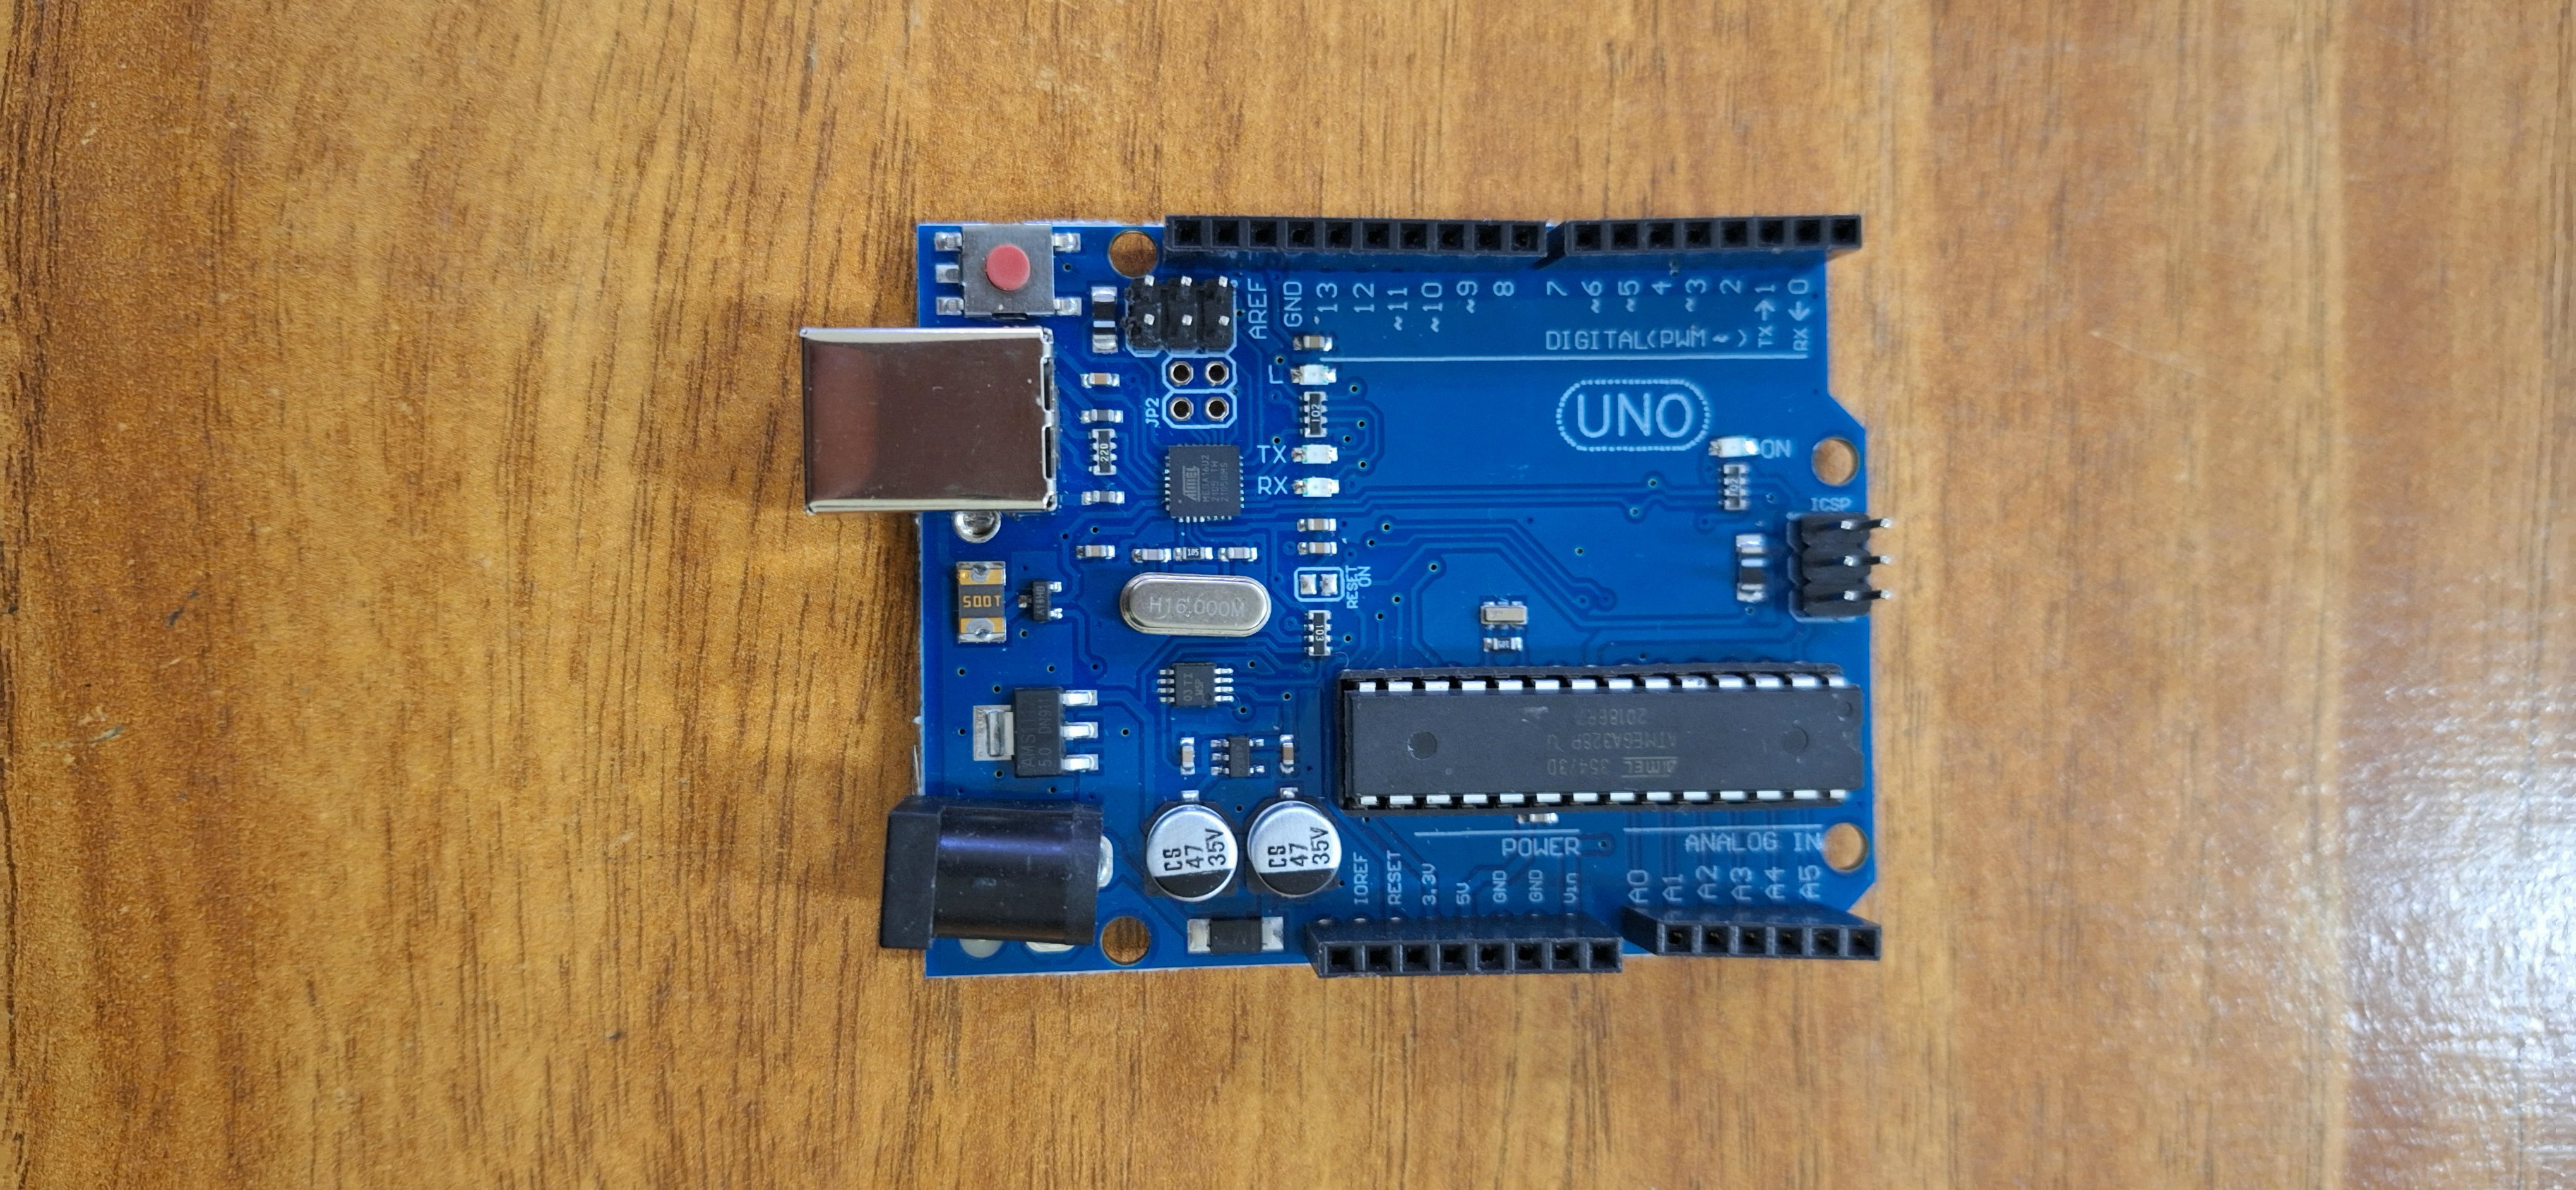 AREF
GND
13
12
~11
~10
~9
8
7
~6
~5
4
~3
2
TX→1
RX←0
DIGITAL(PWM ~)
L
102
JP2
UNO
TX
ON
220
RX
ATMEL
ICSP
105
500T
H16.000M
RESET
ON
103
AMS1117
5.0
ATMEGA328P U
ATMEL
CS
47
35V
CS
47
35V
POWER
ANALOG IN
IOREF
RESET
3.3V
5V
GND
GND
Vin
A0
A1
A2
A3
A4
A5